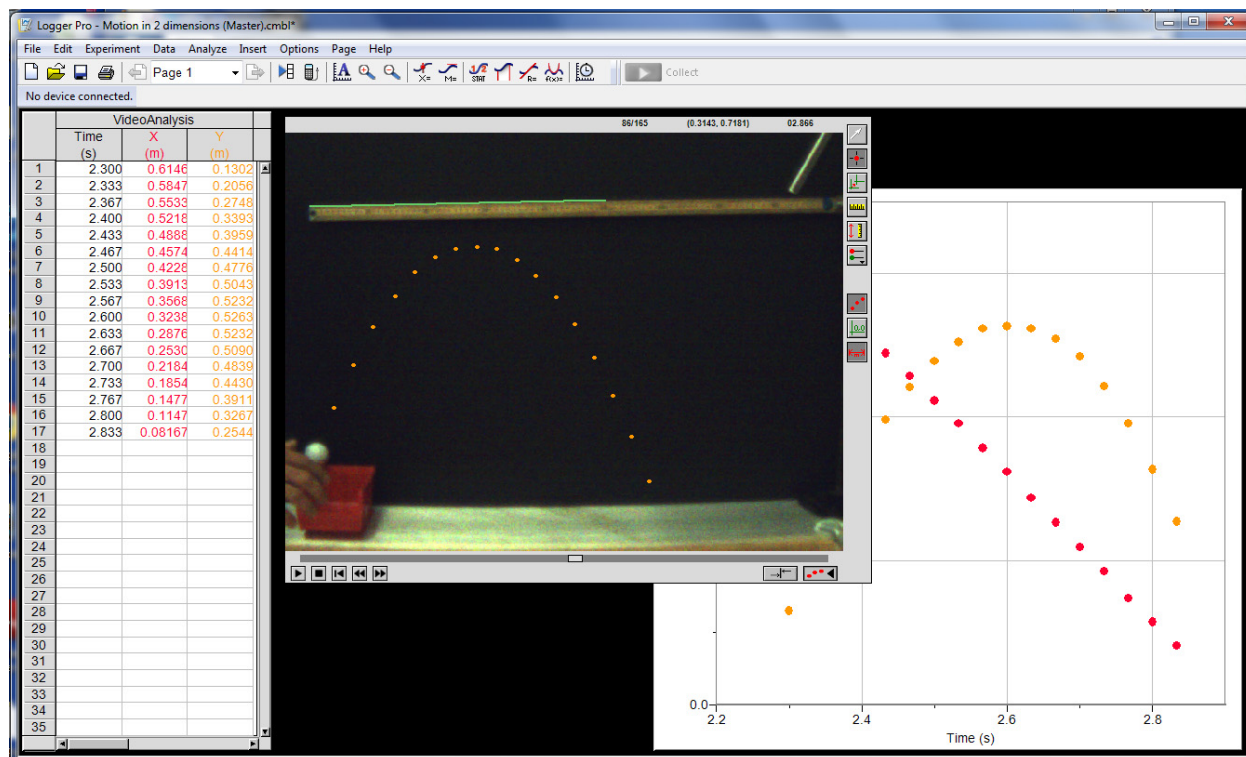 Logger Pro - Motion in 2 dimensions (Master).cmbl*
File Edit Experiment Data Analyze Insert Options Page Help
Page 1
Collect
No device connected.
VideoAnalysis
Time X Y
(s) (m) (m)
1 2.300 0.6146 0.1302
2 2.333 0.5847 0.2056
3 2.367 0.5533 0.2748
4 2.400 0.5218 0.3393
5 2.433 0.4888 0.3959
6 2.467 0.4574 0.4414
7 2.500 0.4228 0.4776
8 2.533 0.3913 0.5043
9 2.567 0.3568 0.5232
10 2.600 0.3238 0.5263
11 2.633 0.2876 0.5232
12 2.667 0.2530 0.5090
13 2.700 0.2184 0.4839
14 2.733 0.1854 0.4430
15 2.767 0.1477 0.3911
16 2.800 0.1147 0.3267
17 2.833 0.08167 0.2544
18
19
20
21
22
23
24
25
26
27
28
29
30
31
32
33
34
35
86/165 (0.3143, 0.7181) 02.866
0.0
2.2 2.4 2.6 2.8
Time (s)